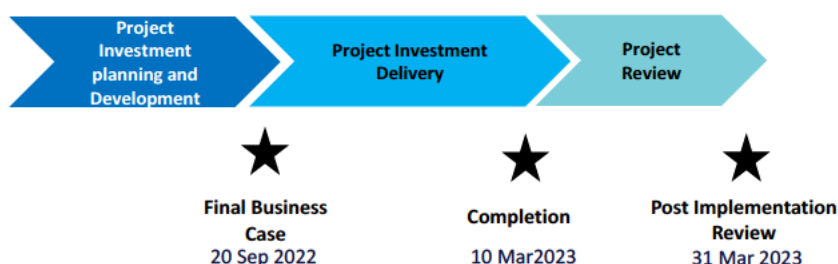 Project
Investment
planning and
Development
Project Investment
Delivery
Project
Review
Final Business
Case
20 Sep 2022
Completion
10 Mar2023
Post Implementation
Review
31 Mar 2023